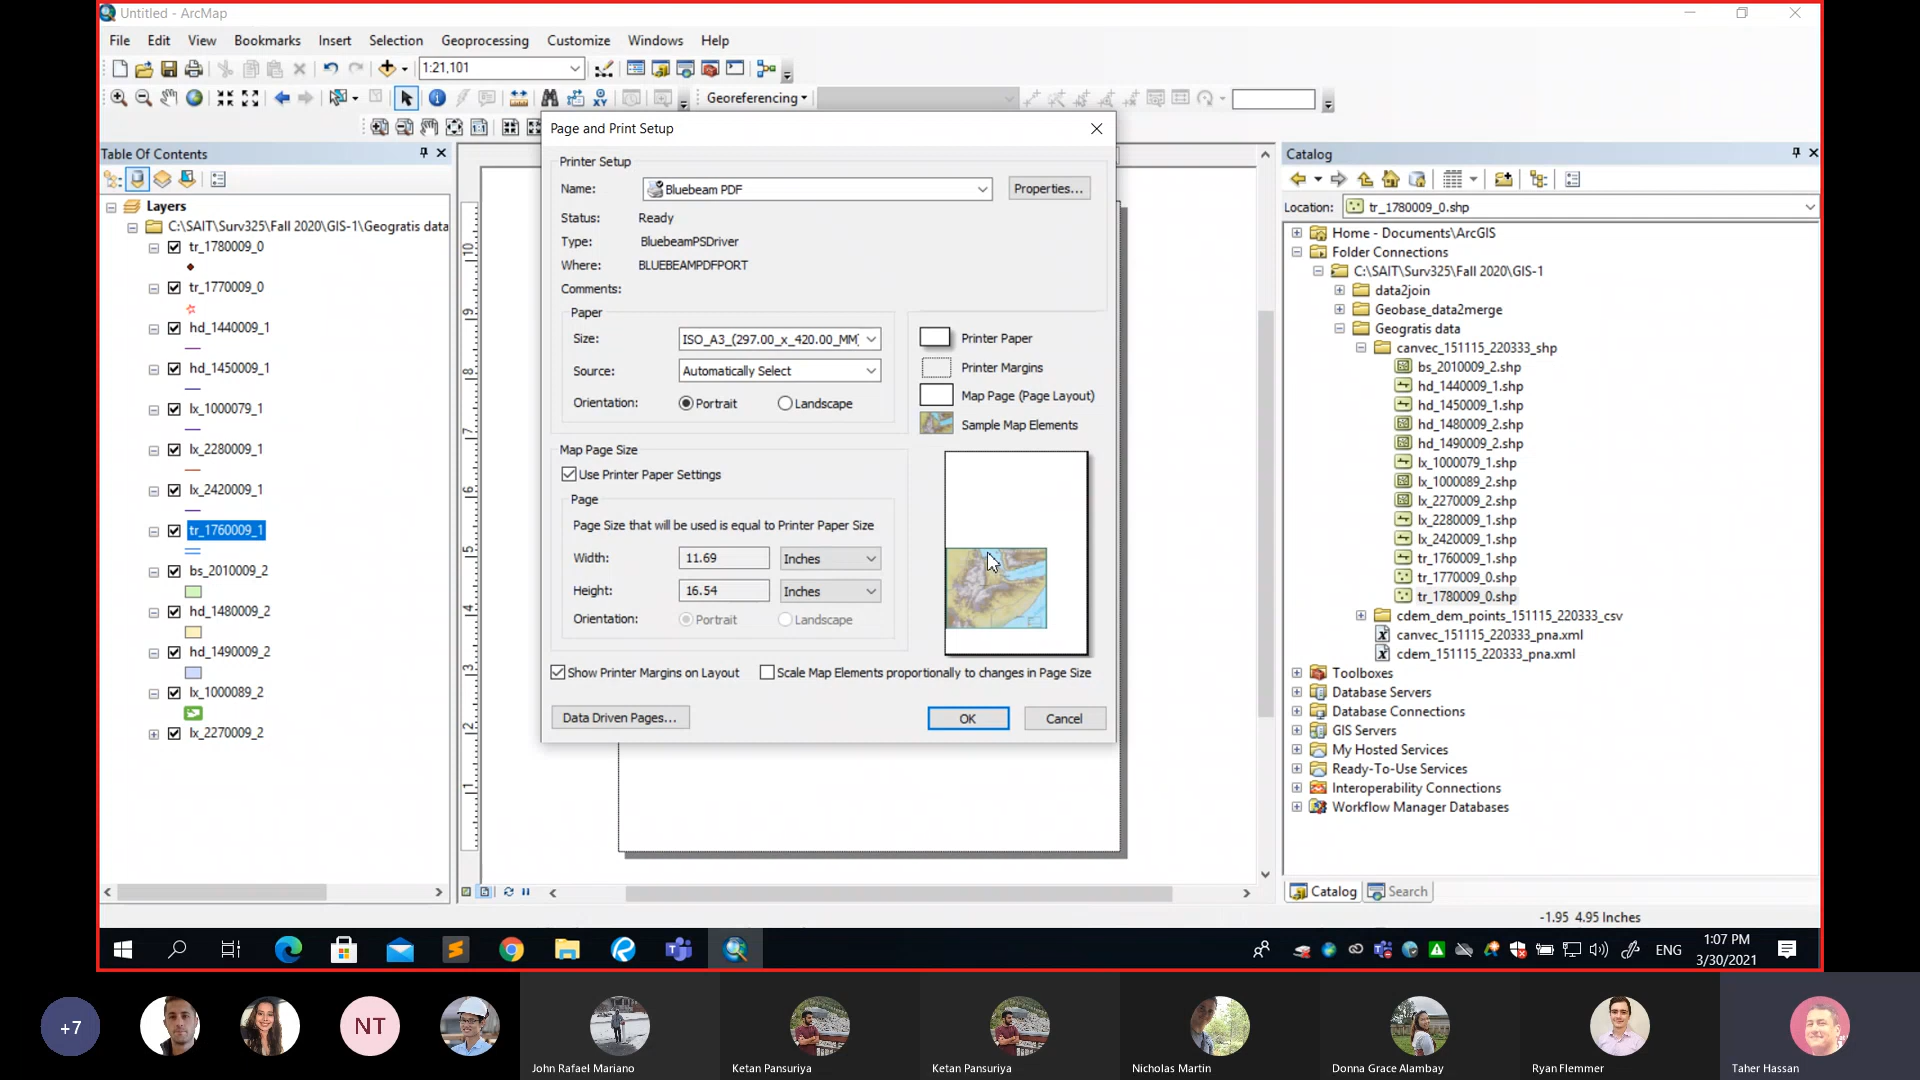 Untitled - ArcMap
File Edit View Bookmarks Insert Selection Geoprocessing Customize Windows Help
1:21,101
Georeferencing
Table Of Contents
Layers
C:\SAIT\Surv325\Fall 2020\GIS-1\Geogratis data
tr_1780009_0
tr_1770009_0
hd_1440009_1
hd_1450009_1
lx_1000079_1
lx_2280009_1
lx_2420009_1
tr_1760009_1
bs_2010009_2
hd_1480009_2
hd_1490009_2
lx_1000089_2
lx_2270009_2
10
9
8
7
6
5
4
3
2
1
Page and Print Setup
Printer Setup
Name: Bluebeam PDF Properties...
Status: Ready
Type: BluebeamPSDriver
Where: BLUEBEAMPDFPORT
Comments:
Paper
Size: ISO_A3_(297.00_x_420.00_MM)
Source: Automatically Select
Orientation: Portrait Landscape
Printer Paper
Printer Margins
Map Page (Page Layout)
Sample Map Elements
Map Page Size
Use Printer Paper Settings
Page
Page Size that will be used is equal to Printer Paper Size
Width: 11.69 Inches
Height: 16.54 Inches
Orientation: Portrait Landscape
Show Printer Margins on Layout Scale Map Elements proportionally to changes in Page Size
Data Driven Pages... OK Cancel
Catalog
Location: tr_1780009_0.shp
Home - Documents\ArcGIS
Folder Connections
C:\SAIT\Surv325\Fall 2020\GIS-1
data2join
Geobase_data2merge
Geogratis data
canvec_151115_220333_shp
bs_2010009_2.shp
hd_1440009_1.shp
hd_1450009_1.shp
hd_1480009_2.shp
hd_1490009_2.shp
lx_1000079_1.shp
lx_1000089_2.shp
lx_2270009_2.shp
lx_2280009_1.shp
lx_2420009_1.shp
tr_1760009_1.shp
tr_1770009_0.shp
tr_1780009_0.shp
cdem_dem_points_151115_220333_csv
canvec_151115_220333_pna.xml
cdem_151115_220333_pna.xml
Toolboxes
Database Servers
Database Connections
GIS Servers
My Hosted Services
Ready-To-Use Services
Interoperability Connections
Workflow Manager Databases
Catalog Search
-1.95 4.95 Inches
ENG
1:07 PM
3/30/2021
+7
NT
John Rafael Mariano
Ketan Pansuriya
Ketan Pansuriya
Nicholas Martin
Donna Grace Alambay
Ryan Flemmer
Taher Hassan